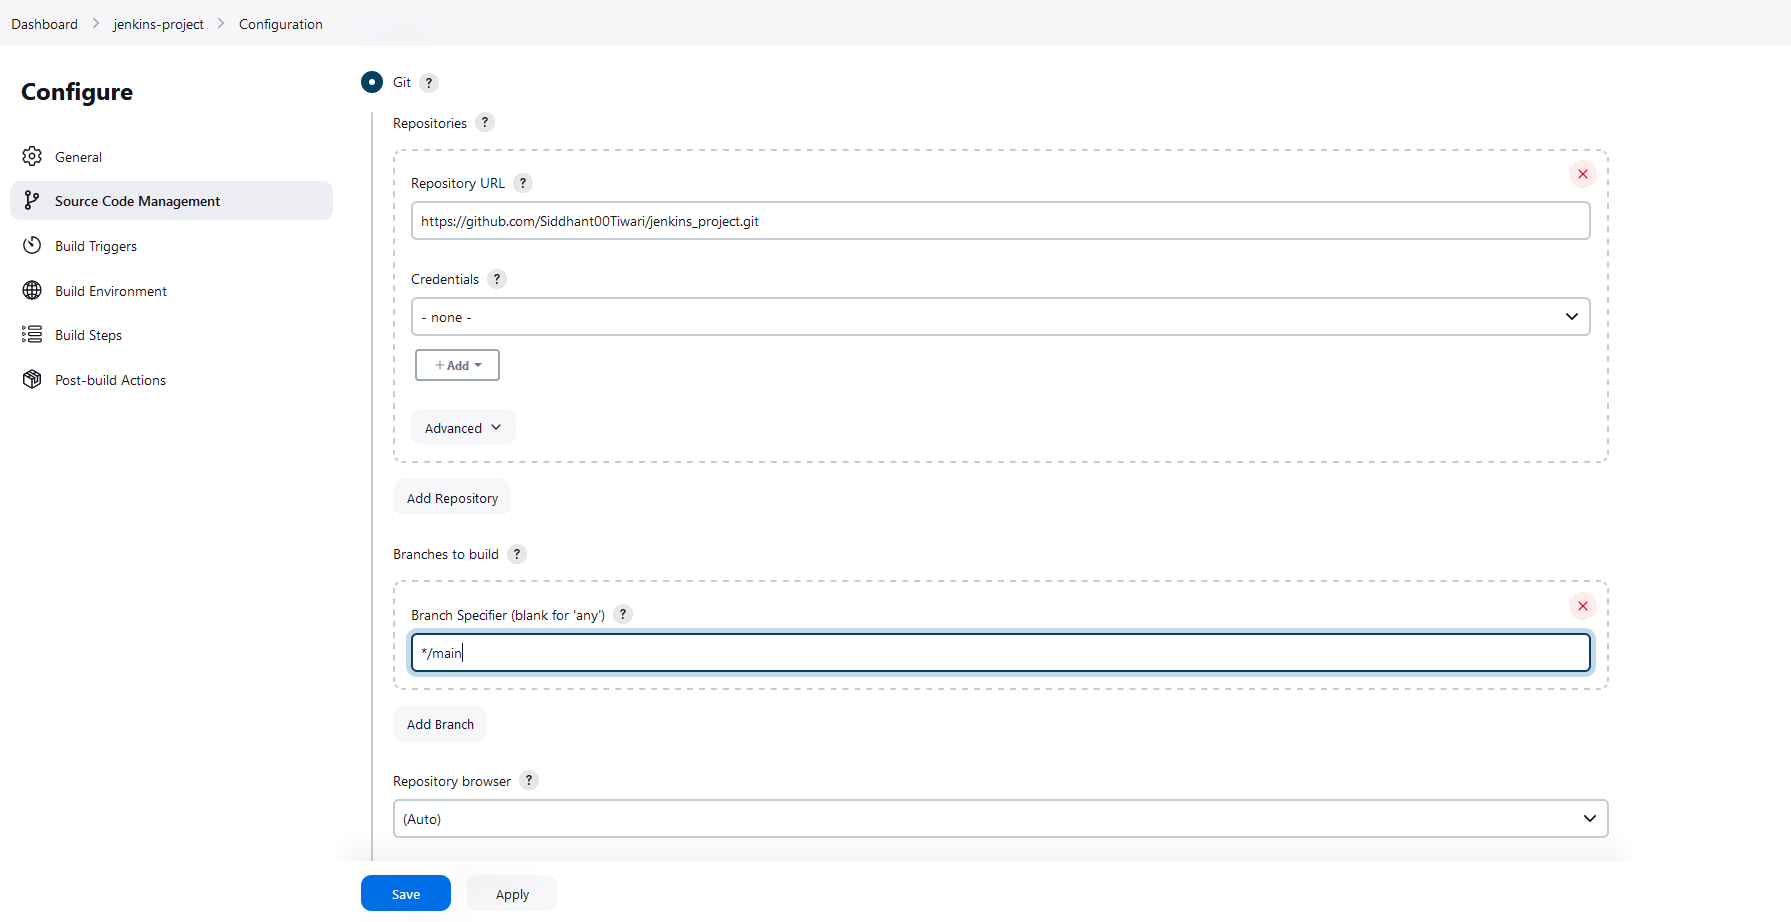 Dashboard > jenkins-project > Configuration
Configure
General
Source Code Management
Build Triggers
Build Environment
Build Steps
Post-build Actions
Git ?
Repositories ?
Repository URL ?
https://github.com/Siddhant00Tiwari/jenkins_project.git
Credentials ?
- none -
+ Add
Advanced
Add Repository
Branches to build ?
Branch Specifier (blank for 'any') ?
*/main
Add Branch
Repository browser ?
(Auto)
Save Apply